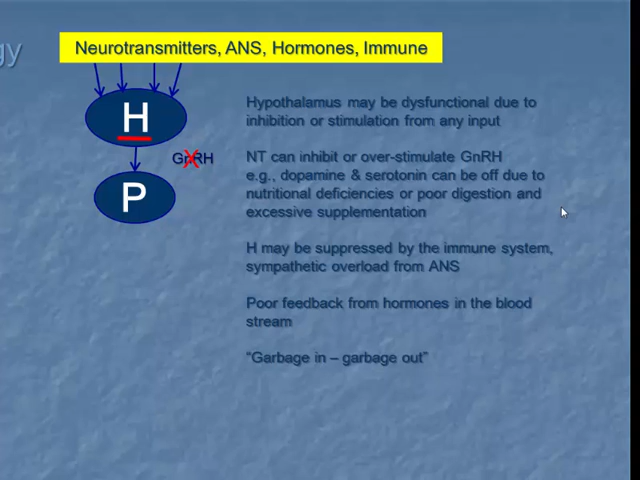 gy
Neurotransmitters, ANS, Hormones, Immune
H
GnRH
P
Hypothalamus may be dysfunctional due to
inhibition or stimulation from any input
NT can inhibit or over-stimulate GnRH
e.g., dopamine & serotonin can be off due to
nutritional deficiencies or poor digestion and
excessive supplementation
H may be suppressed by the immune system,
sympathetic overload from ANS
Poor feedback from hormones in the blood
stream
“Garbage in – garbage out”